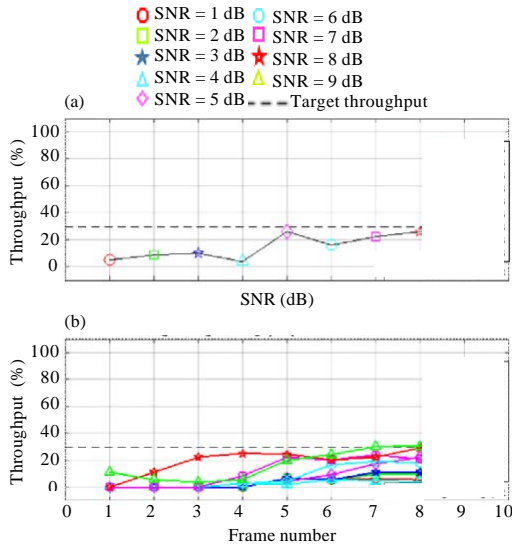 SNR = 1 dB
SNR = 2 dB
SNR = 3 dB
SNR = 4 dB
SNR = 5 dB
SNR = 6 dB
SNR = 7 dB
SNR = 8 dB
SNR = 9 dB
Target throughput
(a)
Throughput (%)
100
80
60
40
20
0
SNR (dB)
(b)
Throughput (%)
100
80
60
40
20
0
0 1 2 3 4 5 6 7 8 9 10
Frame number